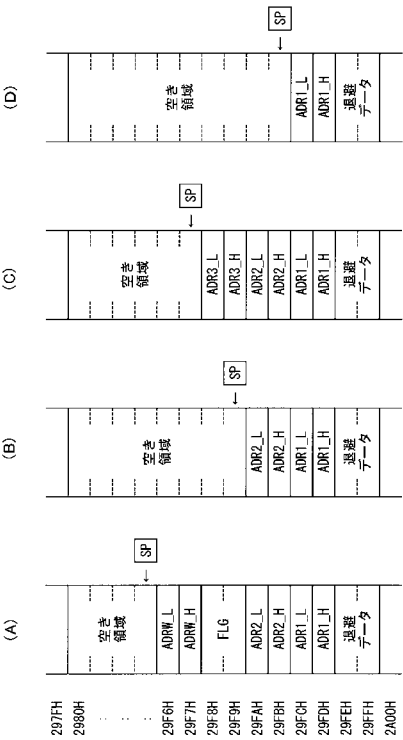 (A)
(B)
(C)
(D)
297FH
2980H
:
:
:
29F6H
29F7H
29F8H
29F9H
29FAH
29FBH
29FCH
29FDH
29FEH
29FFH
2A00H
空き
領域
ADRW_L
ADRW_H
FLG
ADR2_L
ADR2_H
ADR1_L
ADR1_H
退避
データ
← SP
空き
領域
ADR2_L
ADR2_H
ADR1_L
ADR1_H
退避
データ
← SP
空き
領域
ADR3_L
ADR3_H
ADR2_L
ADR2_H
ADR1_L
ADR1_H
退避
データ
← SP
空き
領域
ADR1_L
ADR1_H
退避
データ
← SP